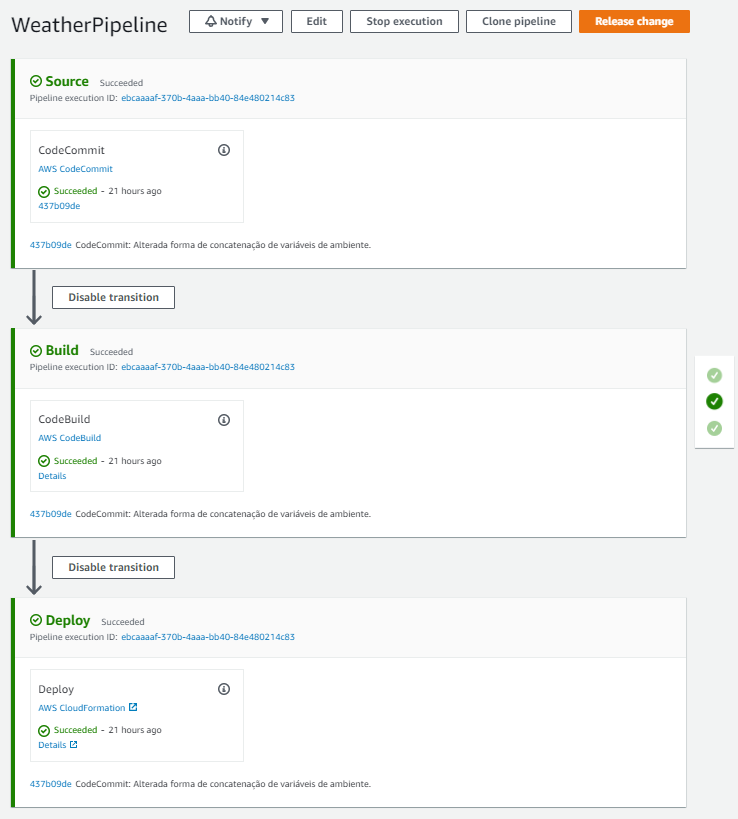 WeatherPipeline
Notify
Edit
Stop execution
Clone pipeline
Release change
Source Succeeded
Pipeline execution ID: ebcaaaaf-370b-4aaa-bb40-84e480214c83
CodeCommit
AWS CodeCommit
Succeeded - 21 hours ago
437b09de
437b09de CodeCommit: Alterada forma de concatenação de variáveis de ambiente.
Disable transition
Build Succeeded
Pipeline execution ID: ebcaaaaf-370b-4aaa-bb40-84e480214c83
CodeBuild
AWS CodeBuild
Succeeded - 21 hours ago
Details
437b09de CodeCommit: Alterada forma de concatenação de variáveis de ambiente.
Disable transition
Deploy Succeeded
Pipeline execution ID: ebcaaaaf-370b-4aaa-bb40-84e480214c83
Deploy
AWS CloudFormation
Succeeded - 21 hours ago
Details
437b09de CodeCommit: Alterada forma de concatenação de variáveis de ambiente.